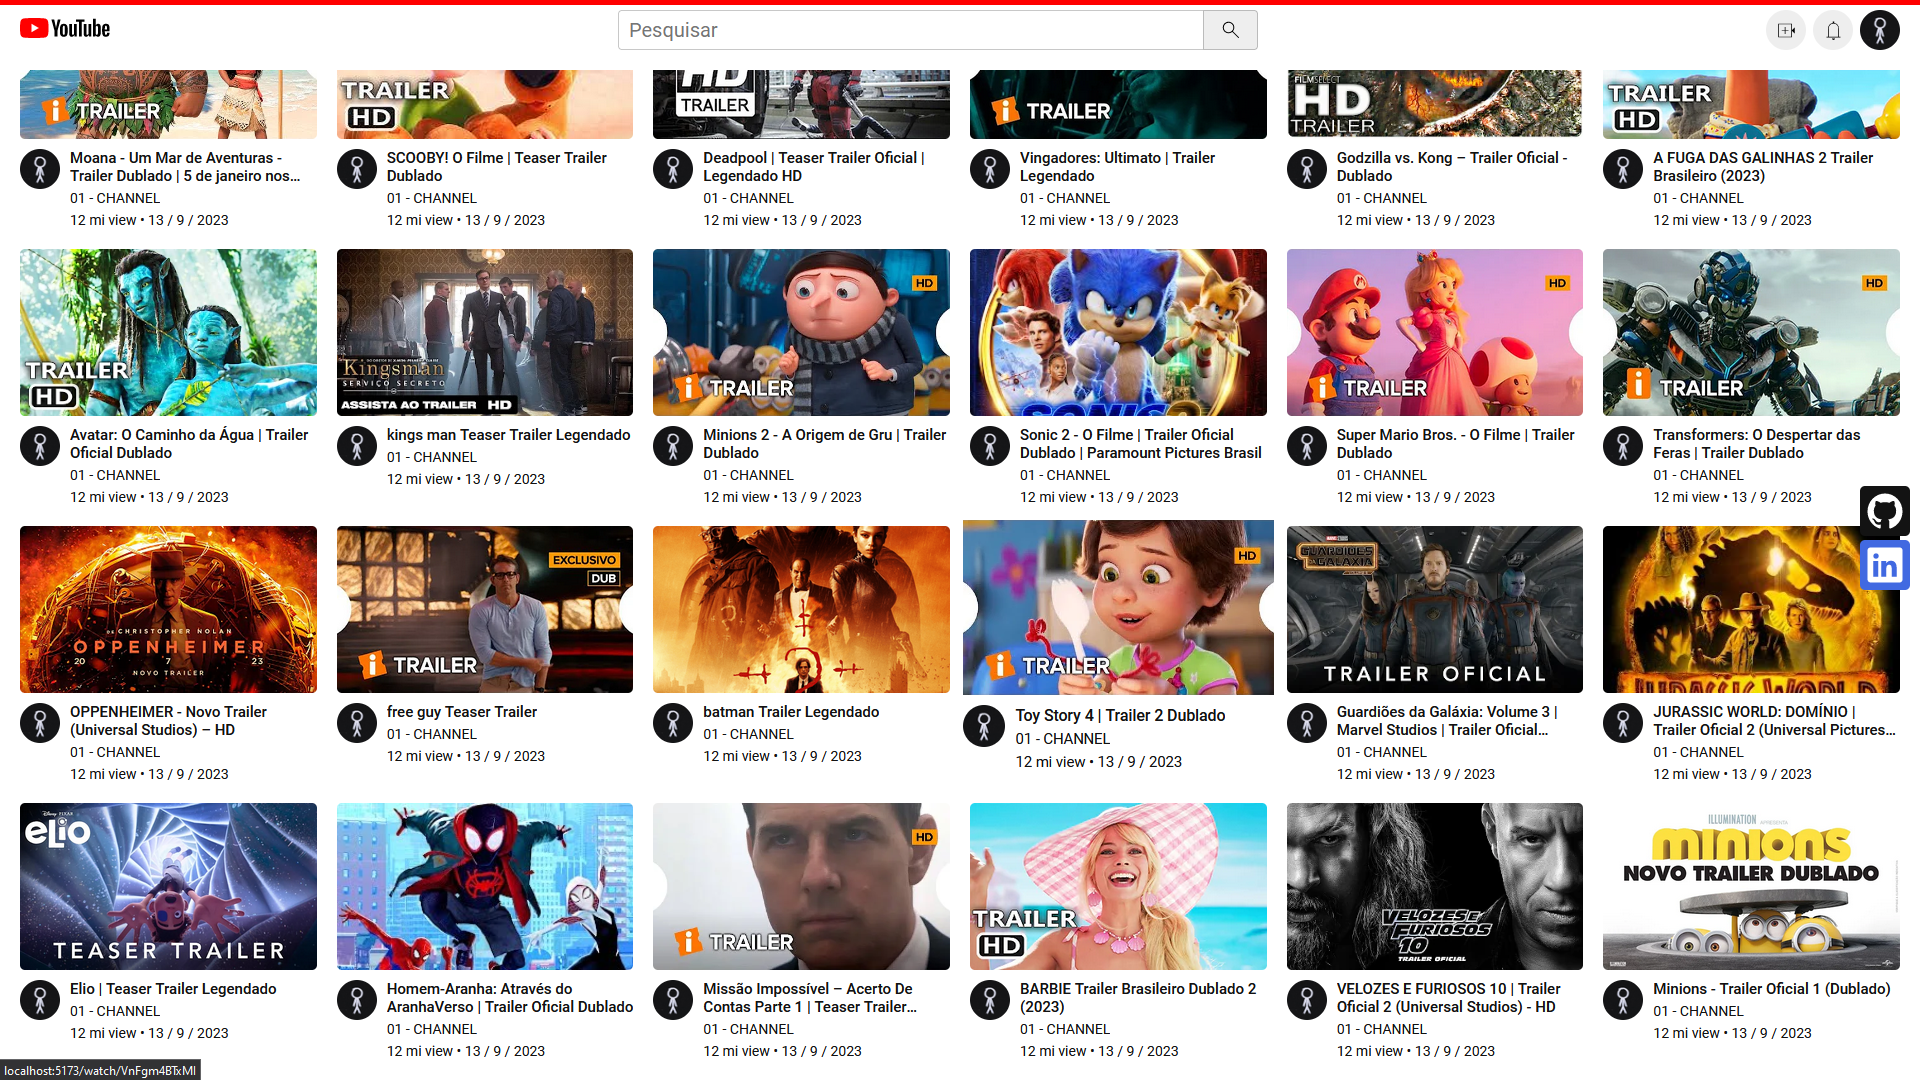 YouTube
Pesquisar
TRAILER
TRAILER
HD
HD
TRAILER
TRAILER
FILMSELECT
HD
TRAILER
TRAILER
HD
Moana - Um Mar de Aventuras -
Trailer Dublado | 5 de janeiro nos...
01 - CHANNEL
12 mi view • 13 / 9 / 2023
SCOOBY! O Filme | Teaser Trailer
Dublado
01 - CHANNEL
12 mi view • 13 / 9 / 2023
Deadpool | Teaser Trailer Oficial |
Legendado HD
01 - CHANNEL
12 mi view • 13 / 9 / 2023
Vingadores: Ultimato | Trailer
Legendado
01 - CHANNEL
12 mi view • 13 / 9 / 2023
Godzilla vs. Kong – Trailer Oficial -
Dublado
01 - CHANNEL
12 mi view • 13 / 9 / 2023
A FUGA DAS GALINHAS 2 Trailer
Brasileiro (2023)
01 - CHANNEL
12 mi view • 13 / 9 / 2023
TRAILER
HD
Kingsman
SERVIÇO SECRETO
ASSISTA AO TRAILER HD
HD
TRAILER
SONIC 2
HD
TRAILER
HD
TRAILER
Avatar: O Caminho da Água | Trailer
Oficial Dublado
01 - CHANNEL
12 mi view • 13 / 9 / 2023
kings man Teaser Trailer Legendado
01 - CHANNEL
12 mi view • 13 / 9 / 2023
Minions 2 - A Origem de Gru | Trailer
Dublado
01 - CHANNEL
12 mi view • 13 / 9 / 2023
Sonic 2 - O Filme | Trailer Oficial
Dublado | Paramount Pictures Brasil
01 - CHANNEL
12 mi view • 13 / 9 / 2023
Super Mario Bros. - O Filme | Trailer
Dublado
01 - CHANNEL
12 mi view • 13 / 9 / 2023
Transformers: O Despertar das
Feras | Trailer Dublado
01 - CHANNEL
12 mi view • 13 / 9 / 2023
in
DE CHRISTOPHER NOLAN
OPPENHEIMER
20 7 23
NOVO TRAILER
EXCLUSIVO
DUB
TRAILER
HD
TRAILER
GUARDIÕES
DA GALÁXIA
TRAILER OFICIAL
JURASSIC WORLD
OPPENHEIMER - Novo Trailer
(Universal Studios) – HD
01 - CHANNEL
12 mi view • 13 / 9 / 2023
free guy Teaser Trailer
01 - CHANNEL
12 mi view • 13 / 9 / 2023
batman Trailer Legendado
01 - CHANNEL
12 mi view • 13 / 9 / 2023
Toy Story 4 | Trailer 2 Dublado
01 - CHANNEL
12 mi view • 13 / 9 / 2023
Guardiões da Galáxia: Volume 3 |
Marvel Studios | Trailer Oficial...
01 - CHANNEL
12 mi view • 13 / 9 / 2023
JURASSIC WORLD: DOMÍNIO |
Trailer Oficial 2 (Universal Pictures...
01 - CHANNEL
12 mi view • 13 / 9 / 2023
Disney PIXAR
elio
TEASER TRAILER
HD
TRAILER
TRAILER
HD
VELOZES E
FURIOSOS
10
TRAILER OFICIAL
ILLUMINATION APRESENTA
minions
NOVO TRAILER DUBLADO
Elio | Teaser Trailer Legendado
01 - CHANNEL
12 mi view • 13 / 9 / 2023
Homem-Aranha: Através do
AranhaVerso | Trailer Oficial Dublado
01 - CHANNEL
12 mi view • 13 / 9 / 2023
Missão Impossível – Acerto De
Contas Parte 1 | Teaser Trailer...
01 - CHANNEL
12 mi view • 13 / 9 / 2023
BARBIE Trailer Brasileiro Dublado 2
(2023)
01 - CHANNEL
12 mi view • 13 / 9 / 2023
VELOZES E FURIOSOS 10 | Trailer
Oficial 2 (Universal Studios) - HD
01 - CHANNEL
12 mi view • 13 / 9 / 2023
Minions - Trailer Oficial 1 (Dublado)
01 - CHANNEL
12 mi view • 13 / 9 / 2023
localhost:5173/watch/VnFgm4BTxMI